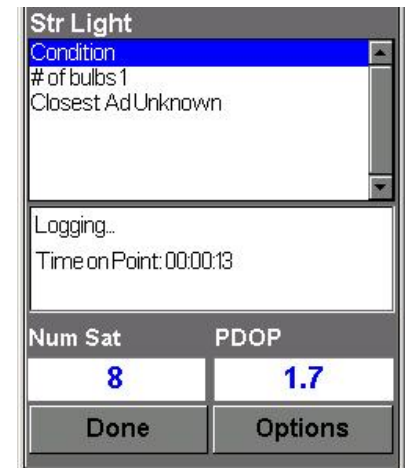 Str Light
Condition
# of bulbs 1
Closest Ad Unknown
Logging...
Time on Point: 00:00:13
Num Sat PDOP
8 1.7
Done Options